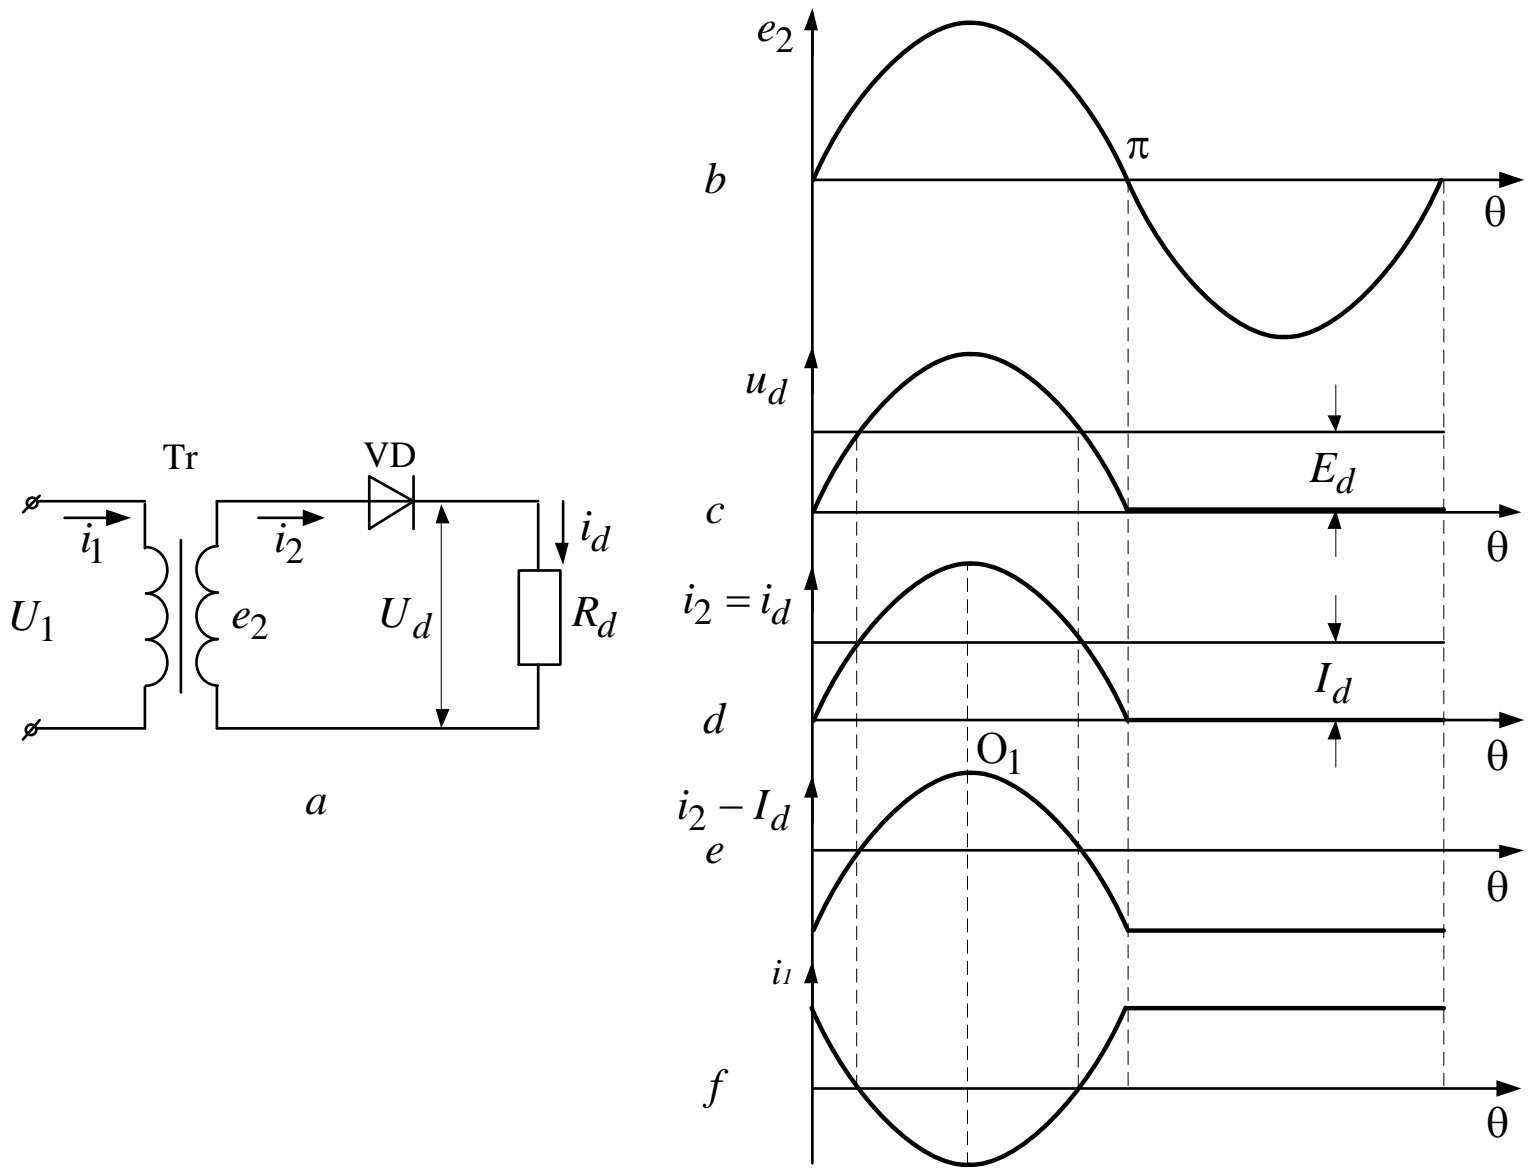 Tr
VD
i1
i2
id
U1
e2
Ud
Rd
a
e2
π
b
θ
ud
Ed
c
θ
i2 = id
Id
d
θ
O1
i2 − Id
e
θ
i1
f
θ